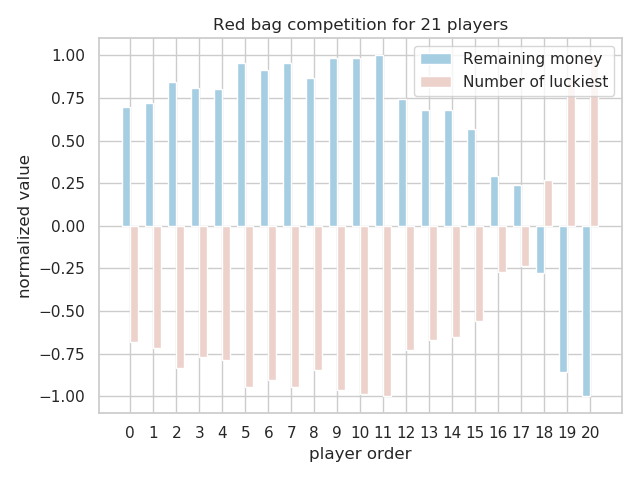 Red bag competition for 21 players
Remaining money
Number of luckiest
normalized value
1.00
0.75
0.50
0.25
0.00
−0.25
−0.50
−0.75
−1.00
0 1 2 3 4 5 6 7 8 9 10 11 12 13 14 15 16 17 18 19 20
player order